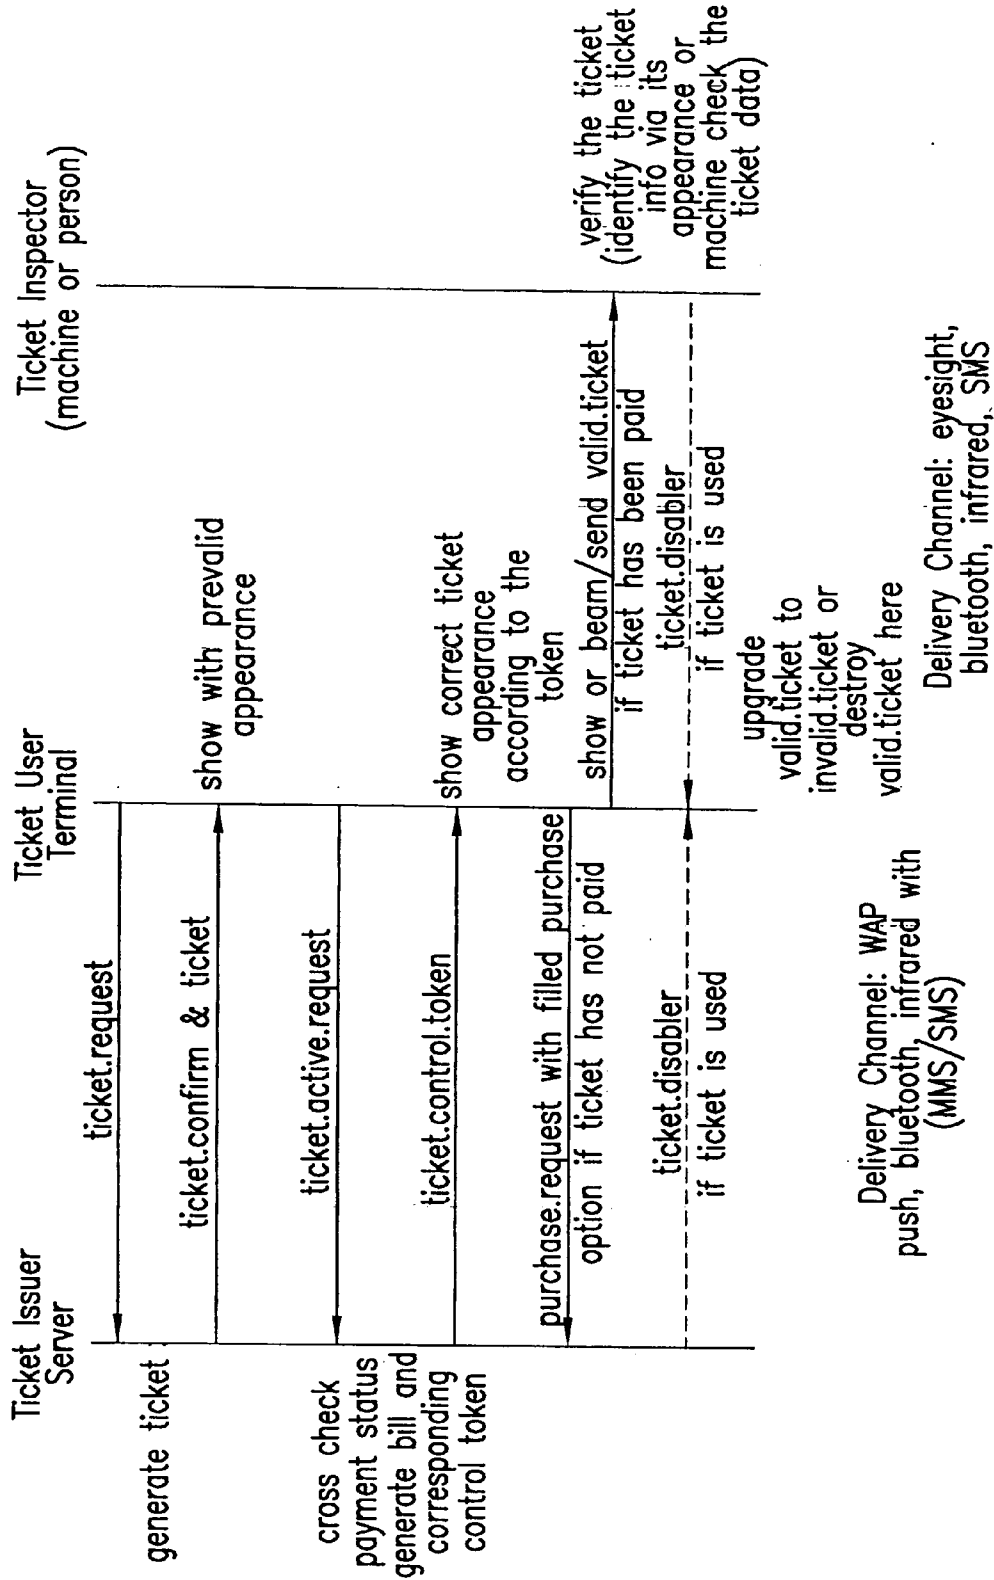 Ticket Issuer
Server
Ticket User
Terminal
Ticket Inspector
(machine or person)
ticket.request
generate ticket
ticket.confirm & ticket
show with prevalid
appearance
ticket.active.request
cross check
payment status
generate bill and
corresponding
control token
ticket.control.token
show correct ticket
appearance
according to the
token
purchase.request with filled purchase
option if ticket has not paid
show or beam/send valid.ticket
if ticket has been paid
verify the ticket
(identify the ticket
info via its
appearance or
machine check the
ticket data)
ticket.disabler
if ticket is used
ticket.disabler
if ticket is used
upgrade
valid.ticket to
invalid.ticket or
destroy
valid.ticket here
Delivery Channel: WAP
push, bluetooth, infrared with
(MMS/SMS)
Delivery Channel: eyesight,
bluetooth, infrared, SMS